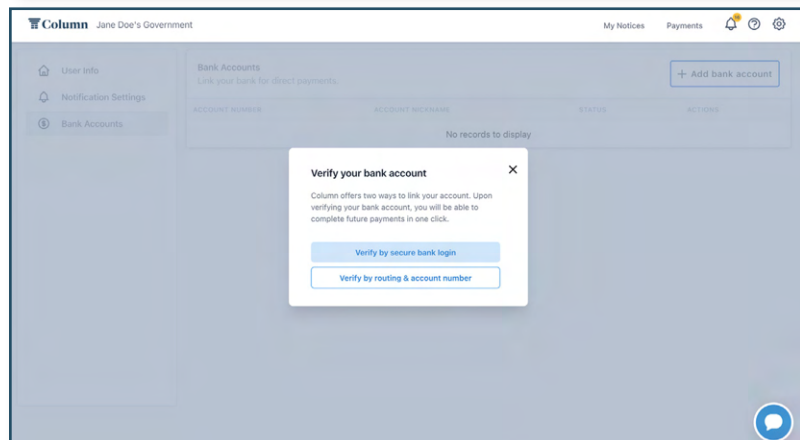 Column Jane Doe's Government
My Notices Payments
User Info
Notification Settings
Bank Accounts
Bank Accounts
Link your bank for direct payments.
+ Add bank account
ACCOUNT NUMBER ACCOUNT NICKNAME STATUS ACTIONS
No records to display
Verify your bank account
Column offers two ways to link your account. Upon
verifying your bank account, you will be able to
complete future payments in one click.
Verify by secure bank login
Verify by routing & account number